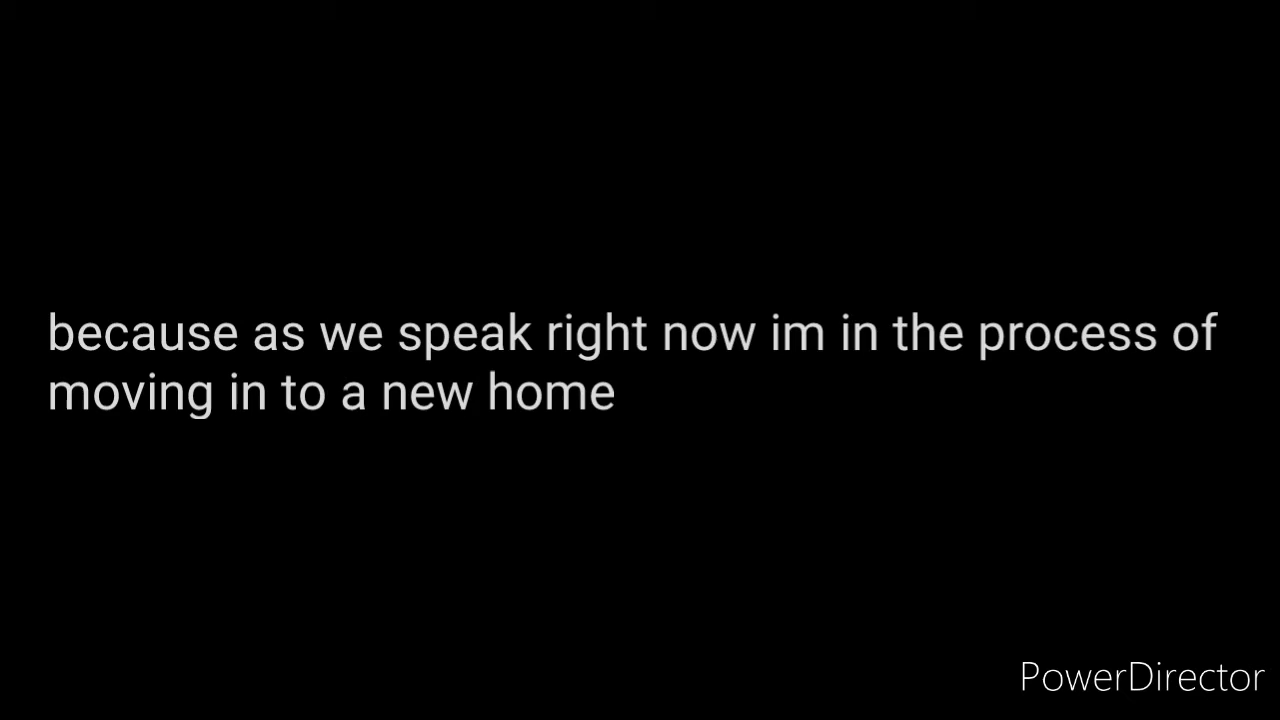 because as we speak right now im in the process of
moving in to a new home
PowerDirector